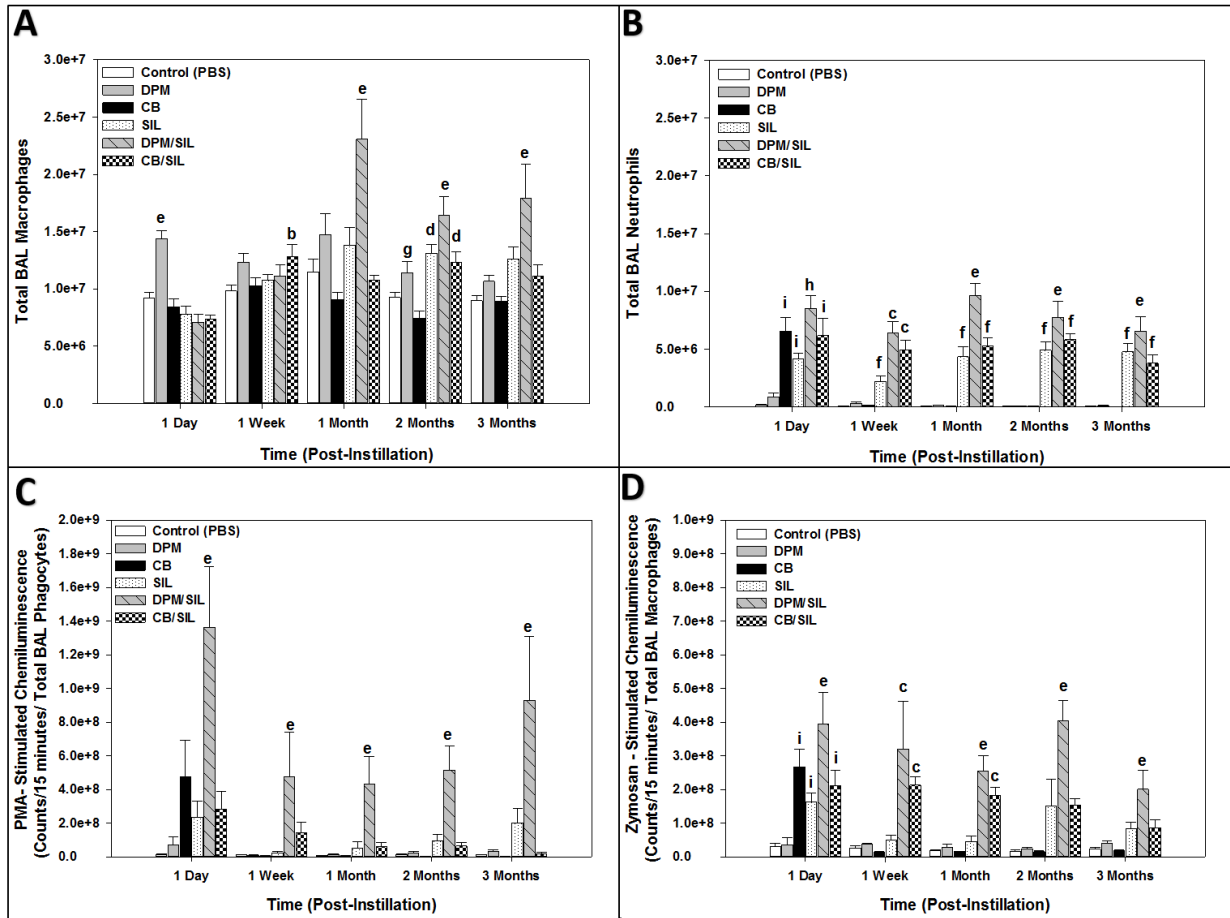 A
3.0e+7
2.5e+7
2.0e+7
1.5e+7
1.0e+7
5.0e+6
0.0
Total BAL Macrophages
Control (PBS)
DPM
CB
SIL
DPM/SIL
CB/SIL
e
b
e
g
d
e
d
e
1 Day
1 Week
1 Month
2 Months
3 Months
Time (Post-Instillation)
B
3.0e+7
2.5e+7
2.0e+7
1.5e+7
1.0e+7
5.0e+6
0.0
Total BAL Neutrophils
Control (PBS)
DPM
CB
SIL
DPM/SIL
CB/SIL
i
i
h
i
f
c
c
f
e
f
f
e
f
f
e
f
1 Day
1 Week
1 Month
2 Months
3 Months
Time (Post-Instillation)
C
2.0e+9
1.8e+9
1.6e+9
1.4e+9
1.2e+9
1.0e+9
8.0e+8
6.0e+8
4.0e+8
2.0e+8
0.0
PMA- Stimulated Chemiluminescence
(Counts/15 minutes/ Total BAL Phagocytes)
Control (PBS)
DPM
CB
SIL
DPM/SIL
CB/SIL
e
e
e
e
e
1 Day
1 Week
1 Month
2 Months
3 Months
Time (Post-Instillation)
D
1.0e+9
9.0e+8
8.0e+8
7.0e+8
6.0e+8
5.0e+8
4.0e+8
3.0e+8
2.0e+8
1.0e+8
0.0
Zymosan - Stimulated Chemiluminescence
(Counts/15 minutes/ Total BAL Macrophages)
Control (PBS)
DPM
CB
SIL
DPM/SIL
CB/SIL
i
i
e
i
c
c
e
c
e
e
1 Day
1 Week
1 Month
2 Months
3 Months
Time (Post-Instillation)